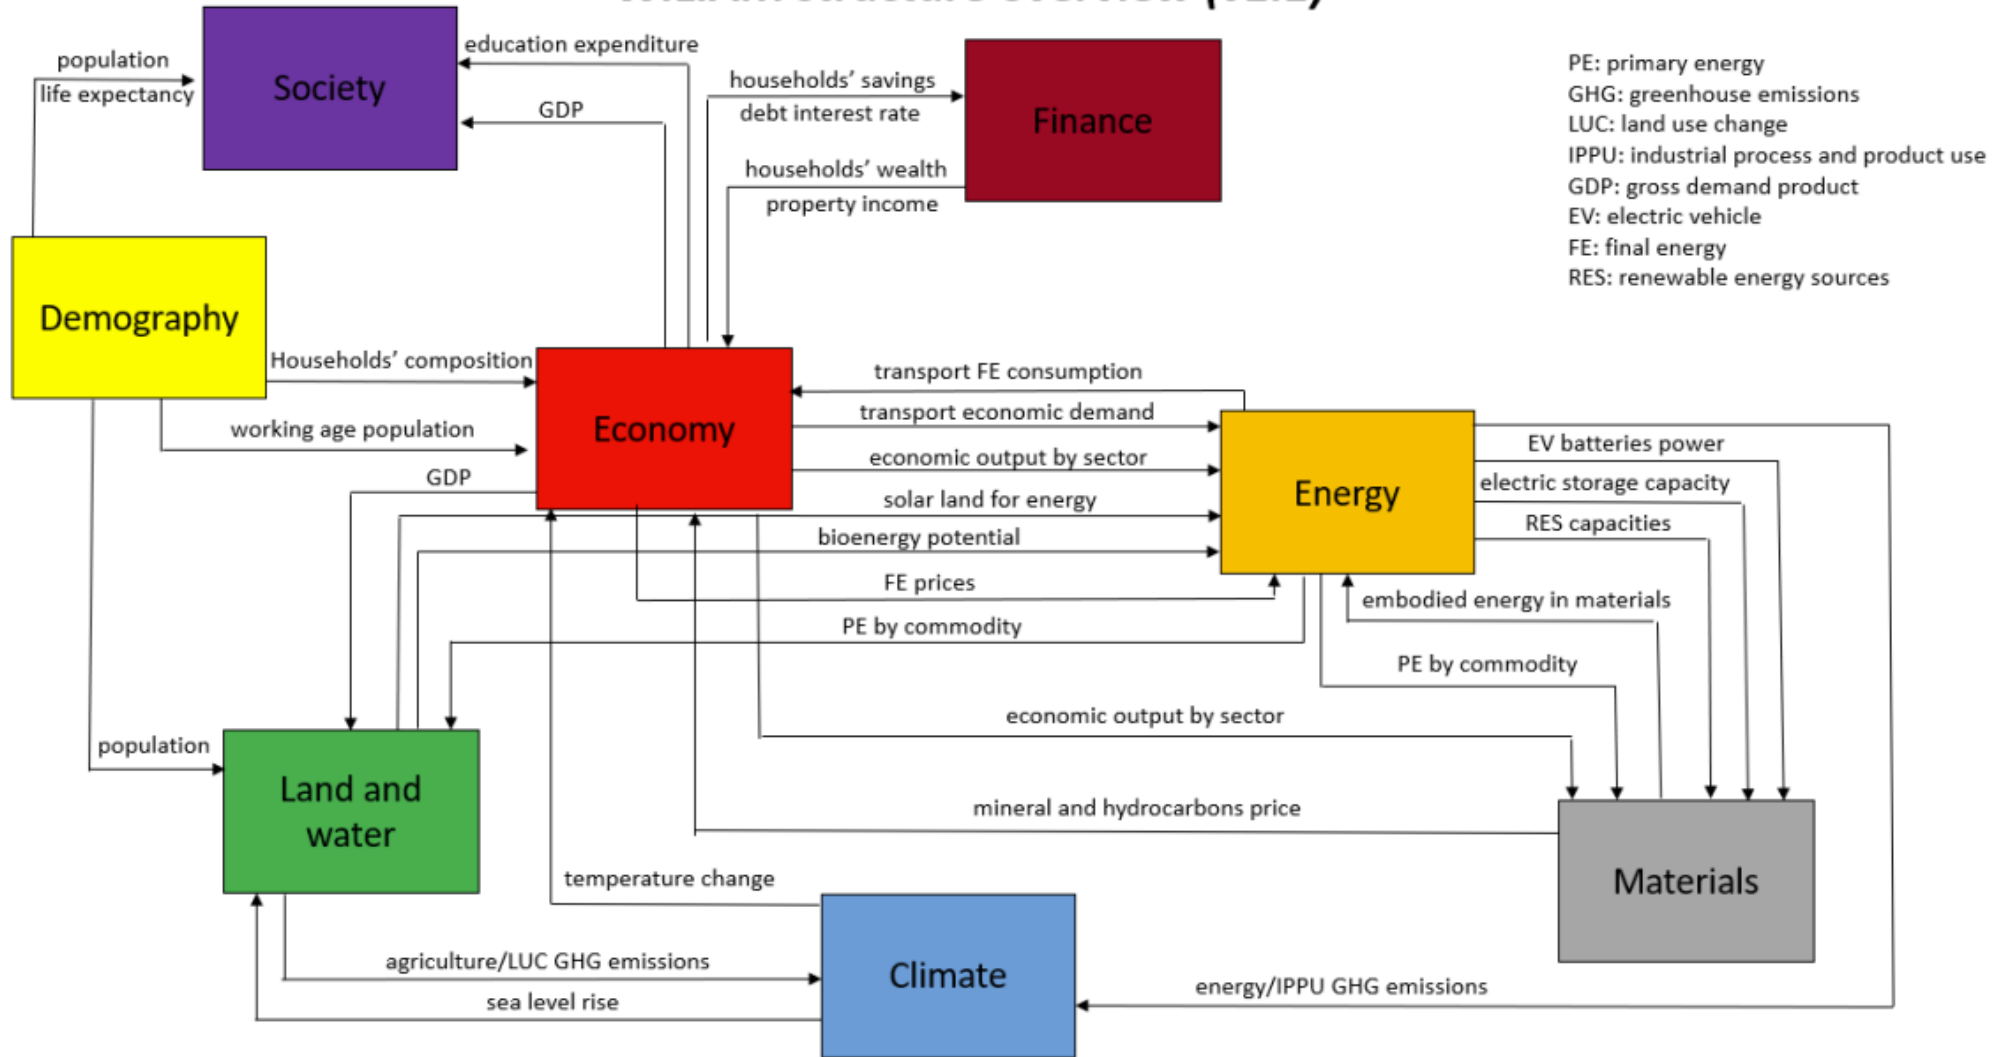 population
life expectancy
Society
education expenditure
GDP
households' savings
debt interest rate
Finance
households' wealth
property income
PE: primary energy
GHG: greenhouse emissions
LUC: land use change
IPPU: industrial process and product use
GDP: gross demand product
EV: electric vehicle
FE: final energy
RES: renewable energy sources
Demography
Households' composition
working age population
Economy
GDP
transport FE consumption
transport economic demand
economic output by sector
solar land for energy
bioenergy potential
FE prices
PE by commodity
Energy
EV batteries power
electric storage capacity
RES capacities
embodied energy in materials
PE by commodity
economic output by sector
mineral and hydrocarbons price
population
Land and
water
Materials
temperature change
agriculture/LUC GHG emissions
sea level rise
Climate
energy/IPPU GHG emissions